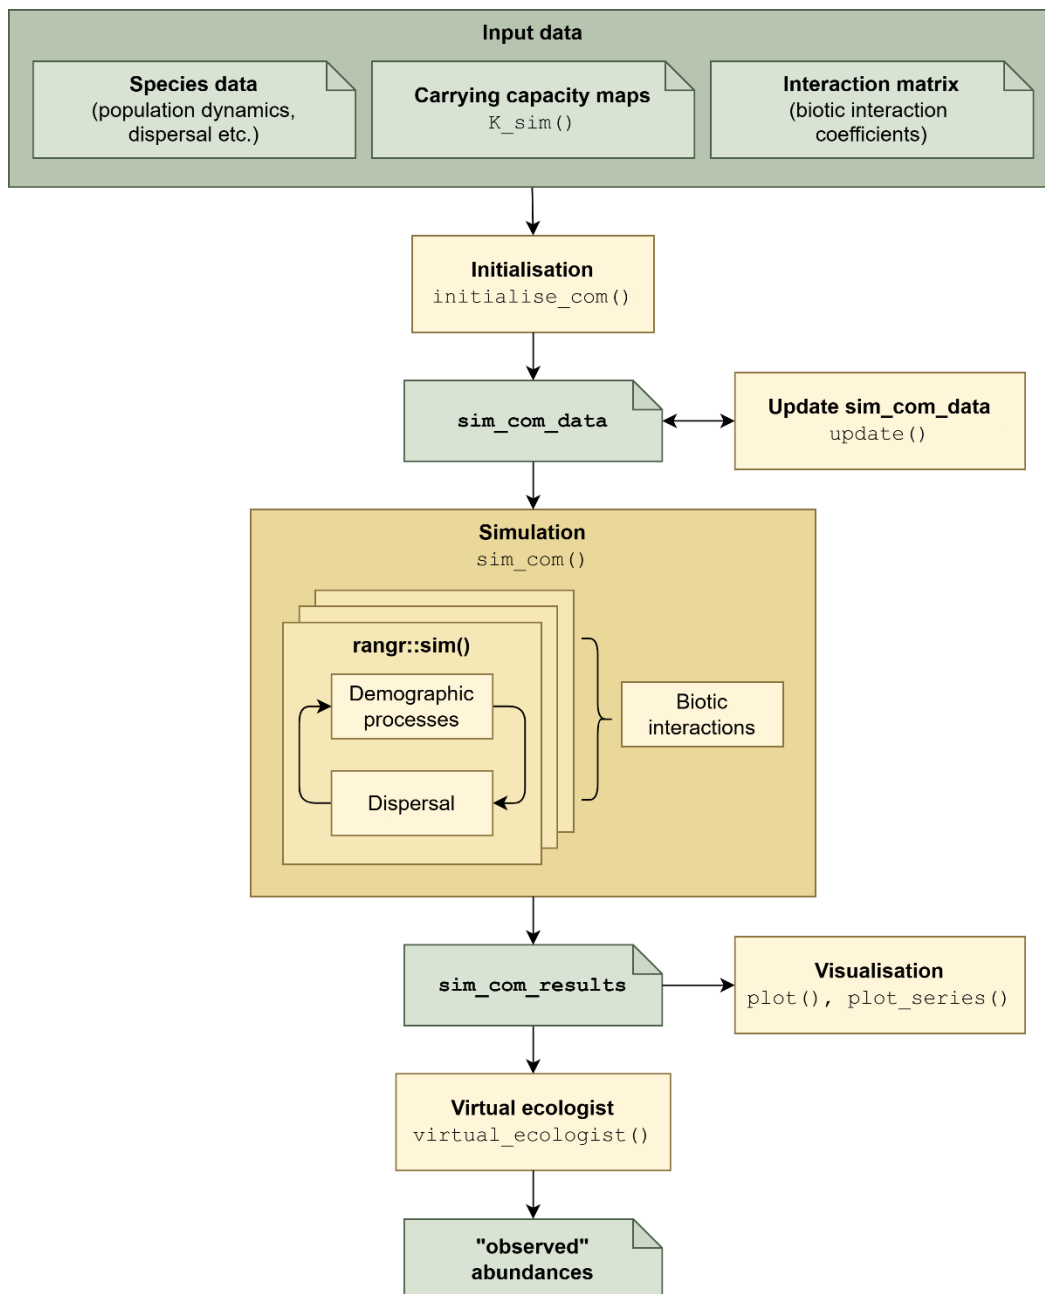 Input data
Species data
(population dynamics,
dispersal etc.)
Carrying capacity maps
K_sim()
Interaction matrix
(biotic interaction
coefficients)
Initialisation
initialise_com()
sim_com_data
Update sim_com_data
update()
Simulation
sim_com()
rangr::sim()
Demographic
processes
Dispersal
Biotic
interactions
sim_com_results
Visualisation
plot(), plot_series()
Virtual ecologist
virtual_ecologist()
"observed"
abundances